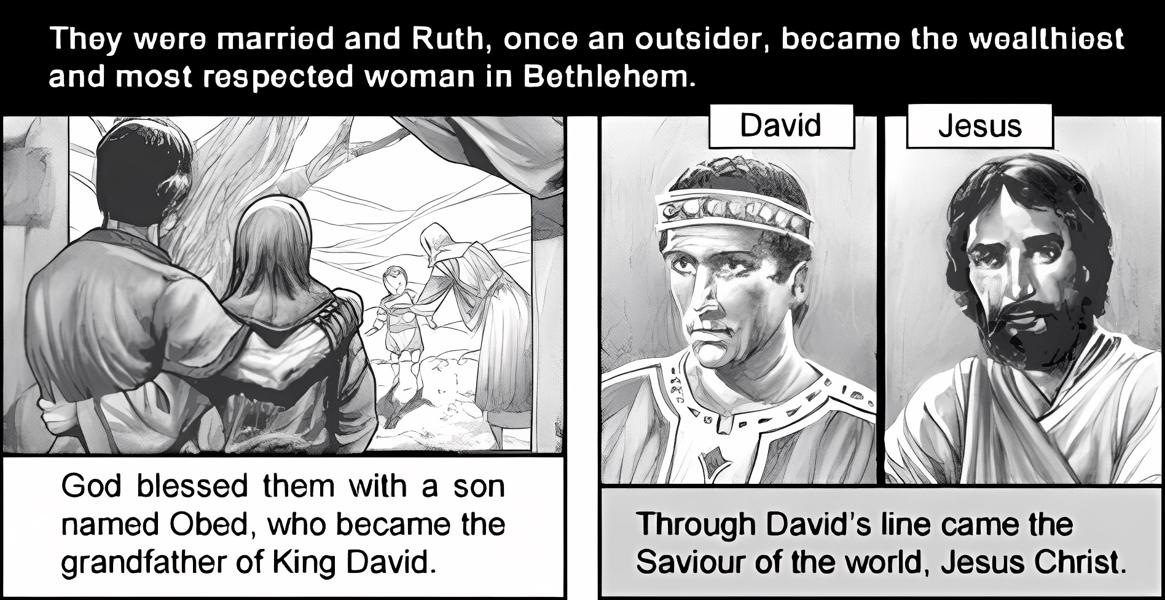 They were married and Ruth, once an outsider, became the wealthiest
and most respected woman in Bethlehem.
David
Jesus
God blessed them with a son
named Obed, who became the
grandfather of King David.
Through David's line came the
Saviour of the world, Jesus Christ.